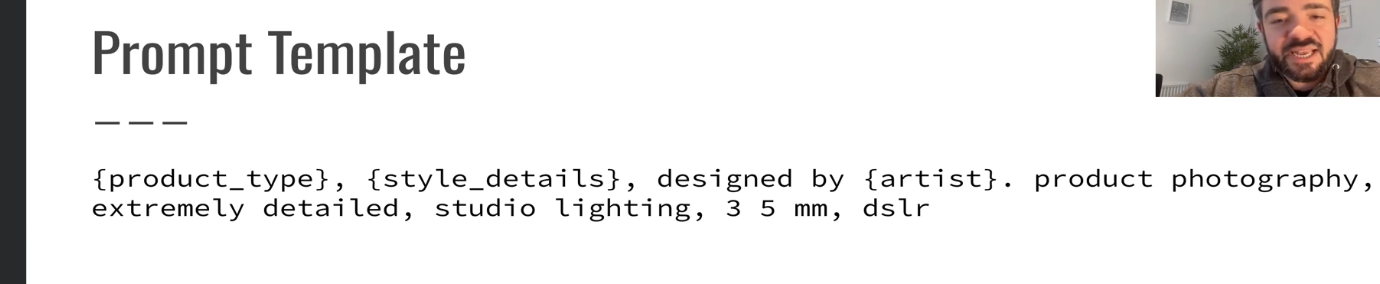 Prompt Template
{product_type}, {style_details}, designed by {artist}. product photography,
extremely detailed, studio lighting, 3 5 mm, dslr